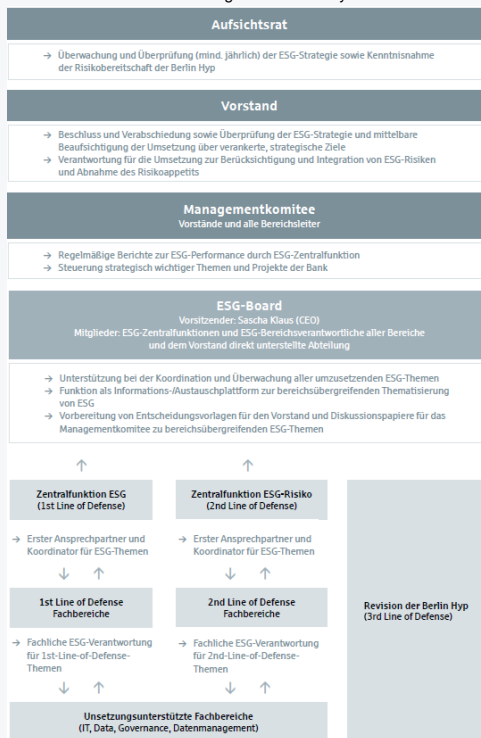 Aufsichtsrat
→ Überwachung und Überprüfung (mind. jährlich) der ESG-Strategie sowie Kenntnisnahme
der Risikobereitschaft der Berlin Hyp
Vorstand
→ Beschluss und Verabschiedung sowie Überprüfung der ESG-Strategie und mittelbare
Beaufsichtigung der Umsetzung über verankerte, strategische Ziele
→ Verantwortung für die Umsetzung zur Berücksichtigung und Integration von ESG-Risiken
und Abnahme des Risikoappetits
Managementkomitee
Vorstände und alle Bereichsleiter
→ Regelmäßige Berichte zur ESG-Performance durch ESG-Zentralfunktion
→ Steuerung strategisch wichtiger Themen und Projekte der Bank
ESG-Board
Vorsitzender: Sascha Klaus (CEO)
Mitglieder: ESG-Zentralfunktionen und ESG-Bereichsverantwortliche aller Bereiche
und dem Vorstand direkt unterstellte Abteilung
→ Unterstützung bei der Koordination und Überwachung aller umzusetzenden ESG-Themen
→ Funktion als Informations-/Austauschplattform zur bereichsübergreifenden Thematisierung
von ESG
→ Vorbereitung von Entscheidungsvorlagen für den Vorstand und Diskussionspapiere für das
Managementkomitee zu bereichsübergreifenden ESG-Themen
Zentralfunktion ESG
(1st Line of Defense)
→ Erster Ansprechpartner und
Koordinator für ESG-Themen
1st Line of Defense
Fachbereiche
→ Fachliche ESG-Verantwortung
für 1st-Line-of-Defense-
Themen
Zentralfunktion ESG-Risiko
(2nd Line of Defense)
→ Erster Ansprechpartner und
Koordinator für ESG-Themen
2nd Line of Defense
Fachbereiche
→ Fachliche ESG-Verantwortung
für 2nd-Line-of-Defense-
Themen
Revision der Berlin Hyp
(3rd Line of Defense)
Unsetzungsunterstützte Fachbereiche
(IT, Data, Governance, Datenmanagement)